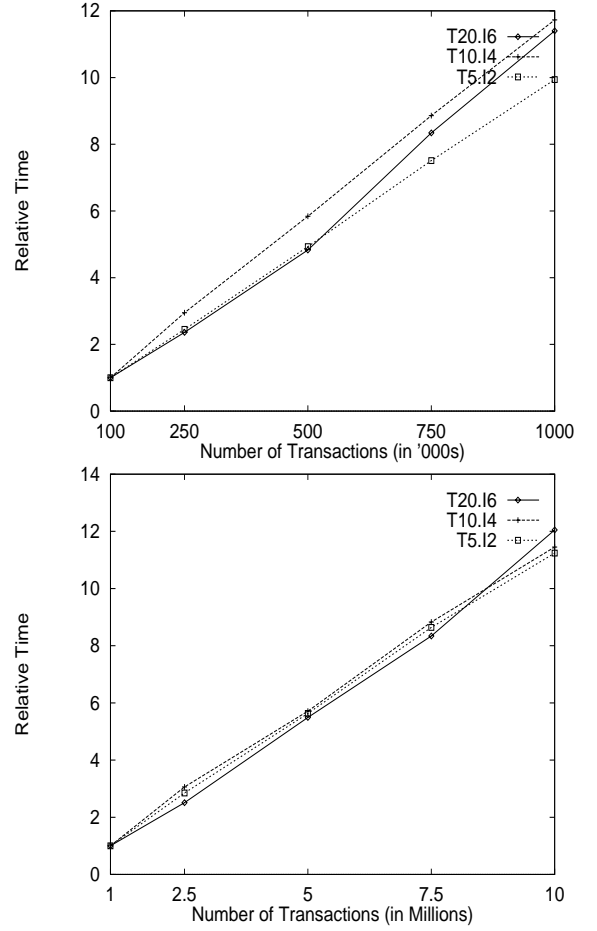 12
10
8
6
4
2
0
Relative Time
T20.I6
T10.I4
T5.I2
100 250 500 750 1000
Number of Transactions (in '000s)
14
12
10
8
6
4
2
0
Relative Time
T20.I6
T10.I4
T5.I2
1 2.5 5 7.5 10
Number of Transactions (in Millions)